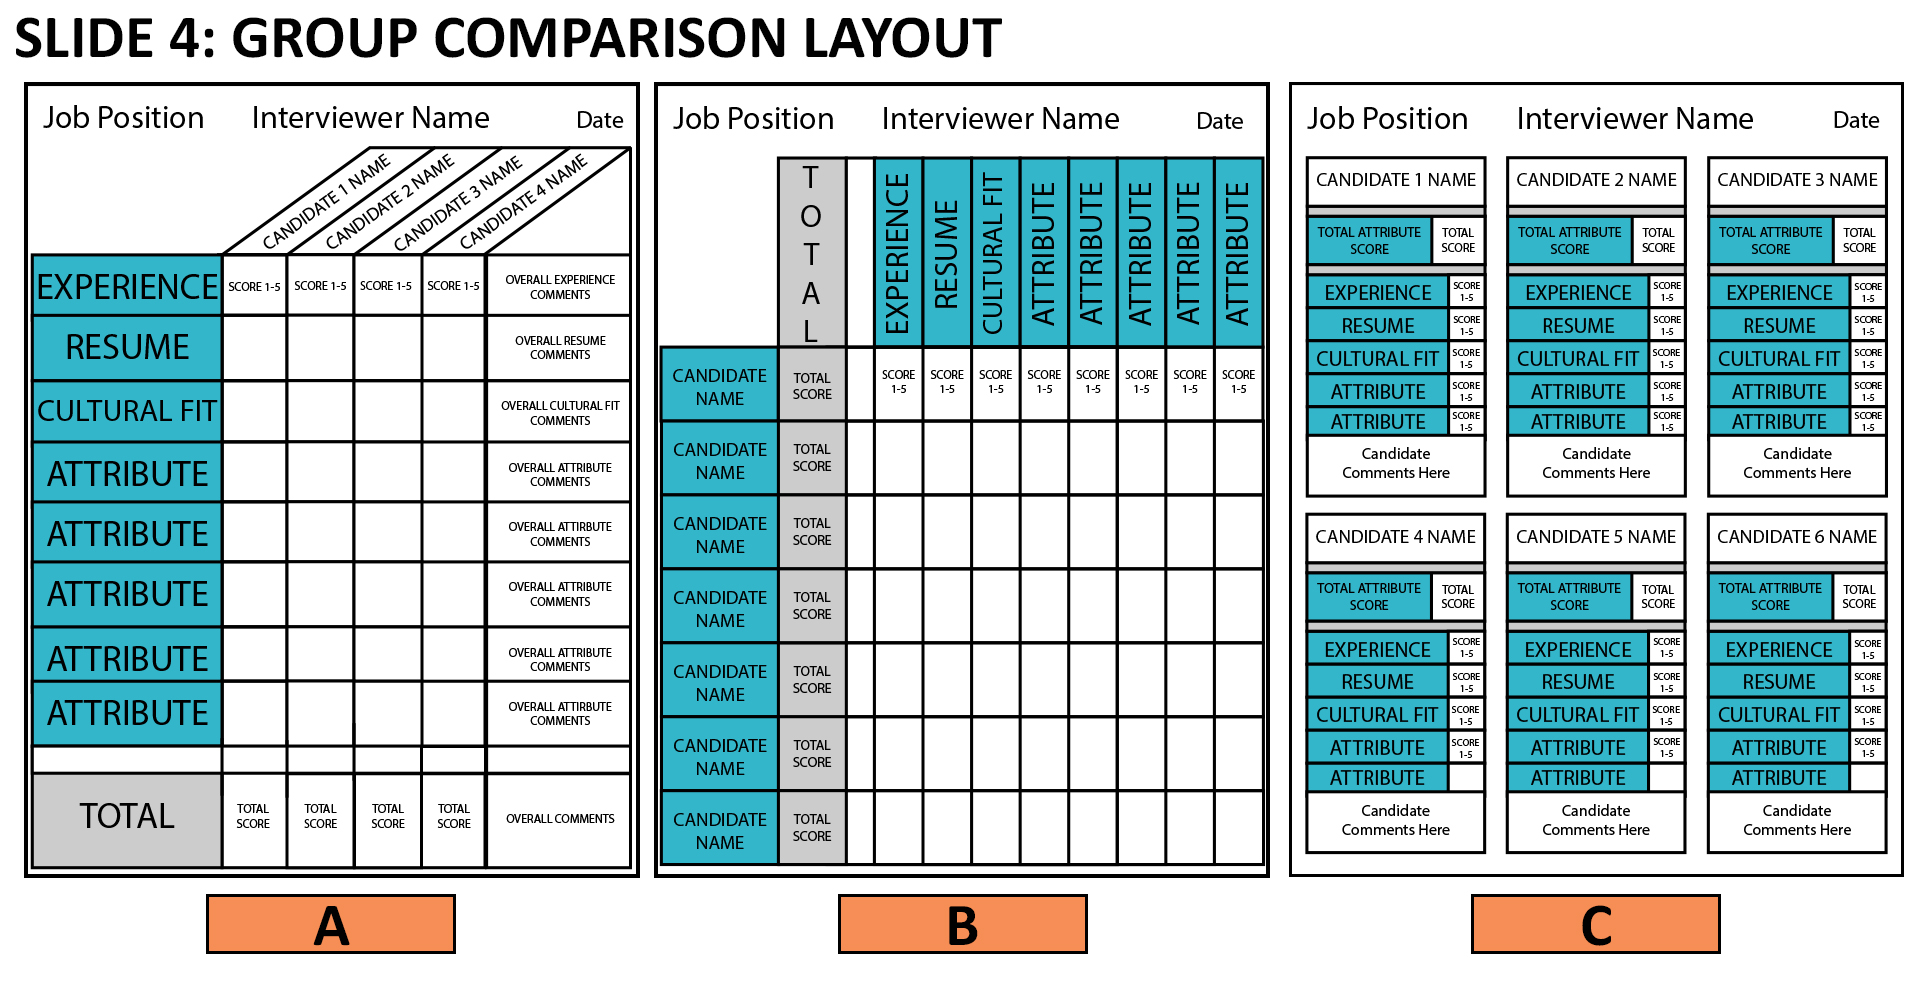 SLIDE 4: GROUP COMPARISON LAYOUT
Job Position Interviewer Name Date
CANDIDATE 1 NAME
CANDIDATE 2 NAME
CANDIDATE 3 NAME
CANDIDATE 4 NAME
EXPERIENCE SCORE 1-5 SCORE 1-5 SCORE 1-5 SCORE 1-5 OVERALL EXPERIENCE
COMMENTS
RESUME OVERALL RESUME
COMMENTS
CULTURAL FIT OVERALL CULTURAL FIT
COMMENTS
ATTRIBUTE OVERALL ATTRIBUTE
COMMENTS
ATTRIBUTE OVERALL ATTIRBUTE
COMMENTS
ATTRIBUTE OVERALL ATTRIBUTE
COMMENTS
ATTRIBUTE OVERALL ATTRIBUTE
COMMENTS
ATTRIBUTE OVERALL ATTIRBUTE
COMMENTS
TOTAL TOTAL TOTAL TOTAL TOTAL OVERALL COMMENTS
SCORE SCORE SCORE SCORE
A
Job Position Interviewer Name Date
TOTAL
EXPERIENCE
RESUME
CULTURAL FIT
ATTRIBUTE
ATTRIBUTE
ATTRIBUTE
ATTRIBUTE
ATTRIBUTE
CANDIDATE TOTAL SCORE SCORE SCORE SCORE SCORE SCORE SCORE SCORE
NAME SCORE 1-5 1-5 1-5 1-5 1-5 1-5 1-5 1-5
CANDIDATE TOTAL
NAME SCORE
CANDIDATE TOTAL
NAME SCORE
CANDIDATE TOTAL
NAME SCORE
CANDIDATE TOTAL
NAME SCORE
CANDIDATE TOTAL
NAME SCORE
CANDIDATE TOTAL
NAME SCORE
B
Job Position Interviewer Name Date
CANDIDATE 1 NAME
TOTAL ATTRIBUTE TOTAL
SCORE SCORE
EXPERIENCE SCORE
1-5
RESUME SCORE
1-5
CULTURAL FIT SCORE
1-5
ATTRIBUTE SCORE
1-5
ATTRIBUTE SCORE
1-5
Candidate
Comments Here
CANDIDATE 2 NAME
TOTAL ATTRIBUTE TOTAL
SCORE SCORE
EXPERIENCE SCORE
1-5
RESUME SCORE
1-5
CULTURAL FIT SCORE
1-5
ATTRIBUTE SCORE
1-5
ATTRIBUTE SCORE
1-5
Candidate
Comments Here
CANDIDATE 3 NAME
TOTAL ATTRIBUTE TOTAL
SCORE SCORE
EXPERIENCE SCORE
1-5
RESUME SCORE
1-5
CULTURAL FIT SCORE
1-5
ATTRIBUTE SCORE
1-5
ATTRIBUTE SCORE
1-5
Candidate
Comments Here
CANDIDATE 4 NAME
TOTAL ATTRIBUTE TOTAL
SCORE SCORE
EXPERIENCE SCORE
1-5
RESUME SCORE
1-5
CULTURAL FIT SCORE
1-5
ATTRIBUTE SCORE
1-5
ATTRIBUTE
Candidate
Comments Here
CANDIDATE 5 NAME
TOTAL ATTRIBUTE TOTAL
SCORE SCORE
EXPERIENCE SCORE
1-5
RESUME SCORE
1-5
CULTURAL FIT SCORE
1-5
ATTRIBUTE SCORE
1-5
ATTRIBUTE
Candidate
Comments Here
CANDIDATE 6 NAME
TOTAL ATTRIBUTE TOTAL
SCORE SCORE
EXPERIENCE SCORE
1-5
RESUME SCORE
1-5
CULTURAL FIT SCORE
1-5
ATTRIBUTE SCORE
1-5
ATTRIBUTE
Candidate
Comments Here
C